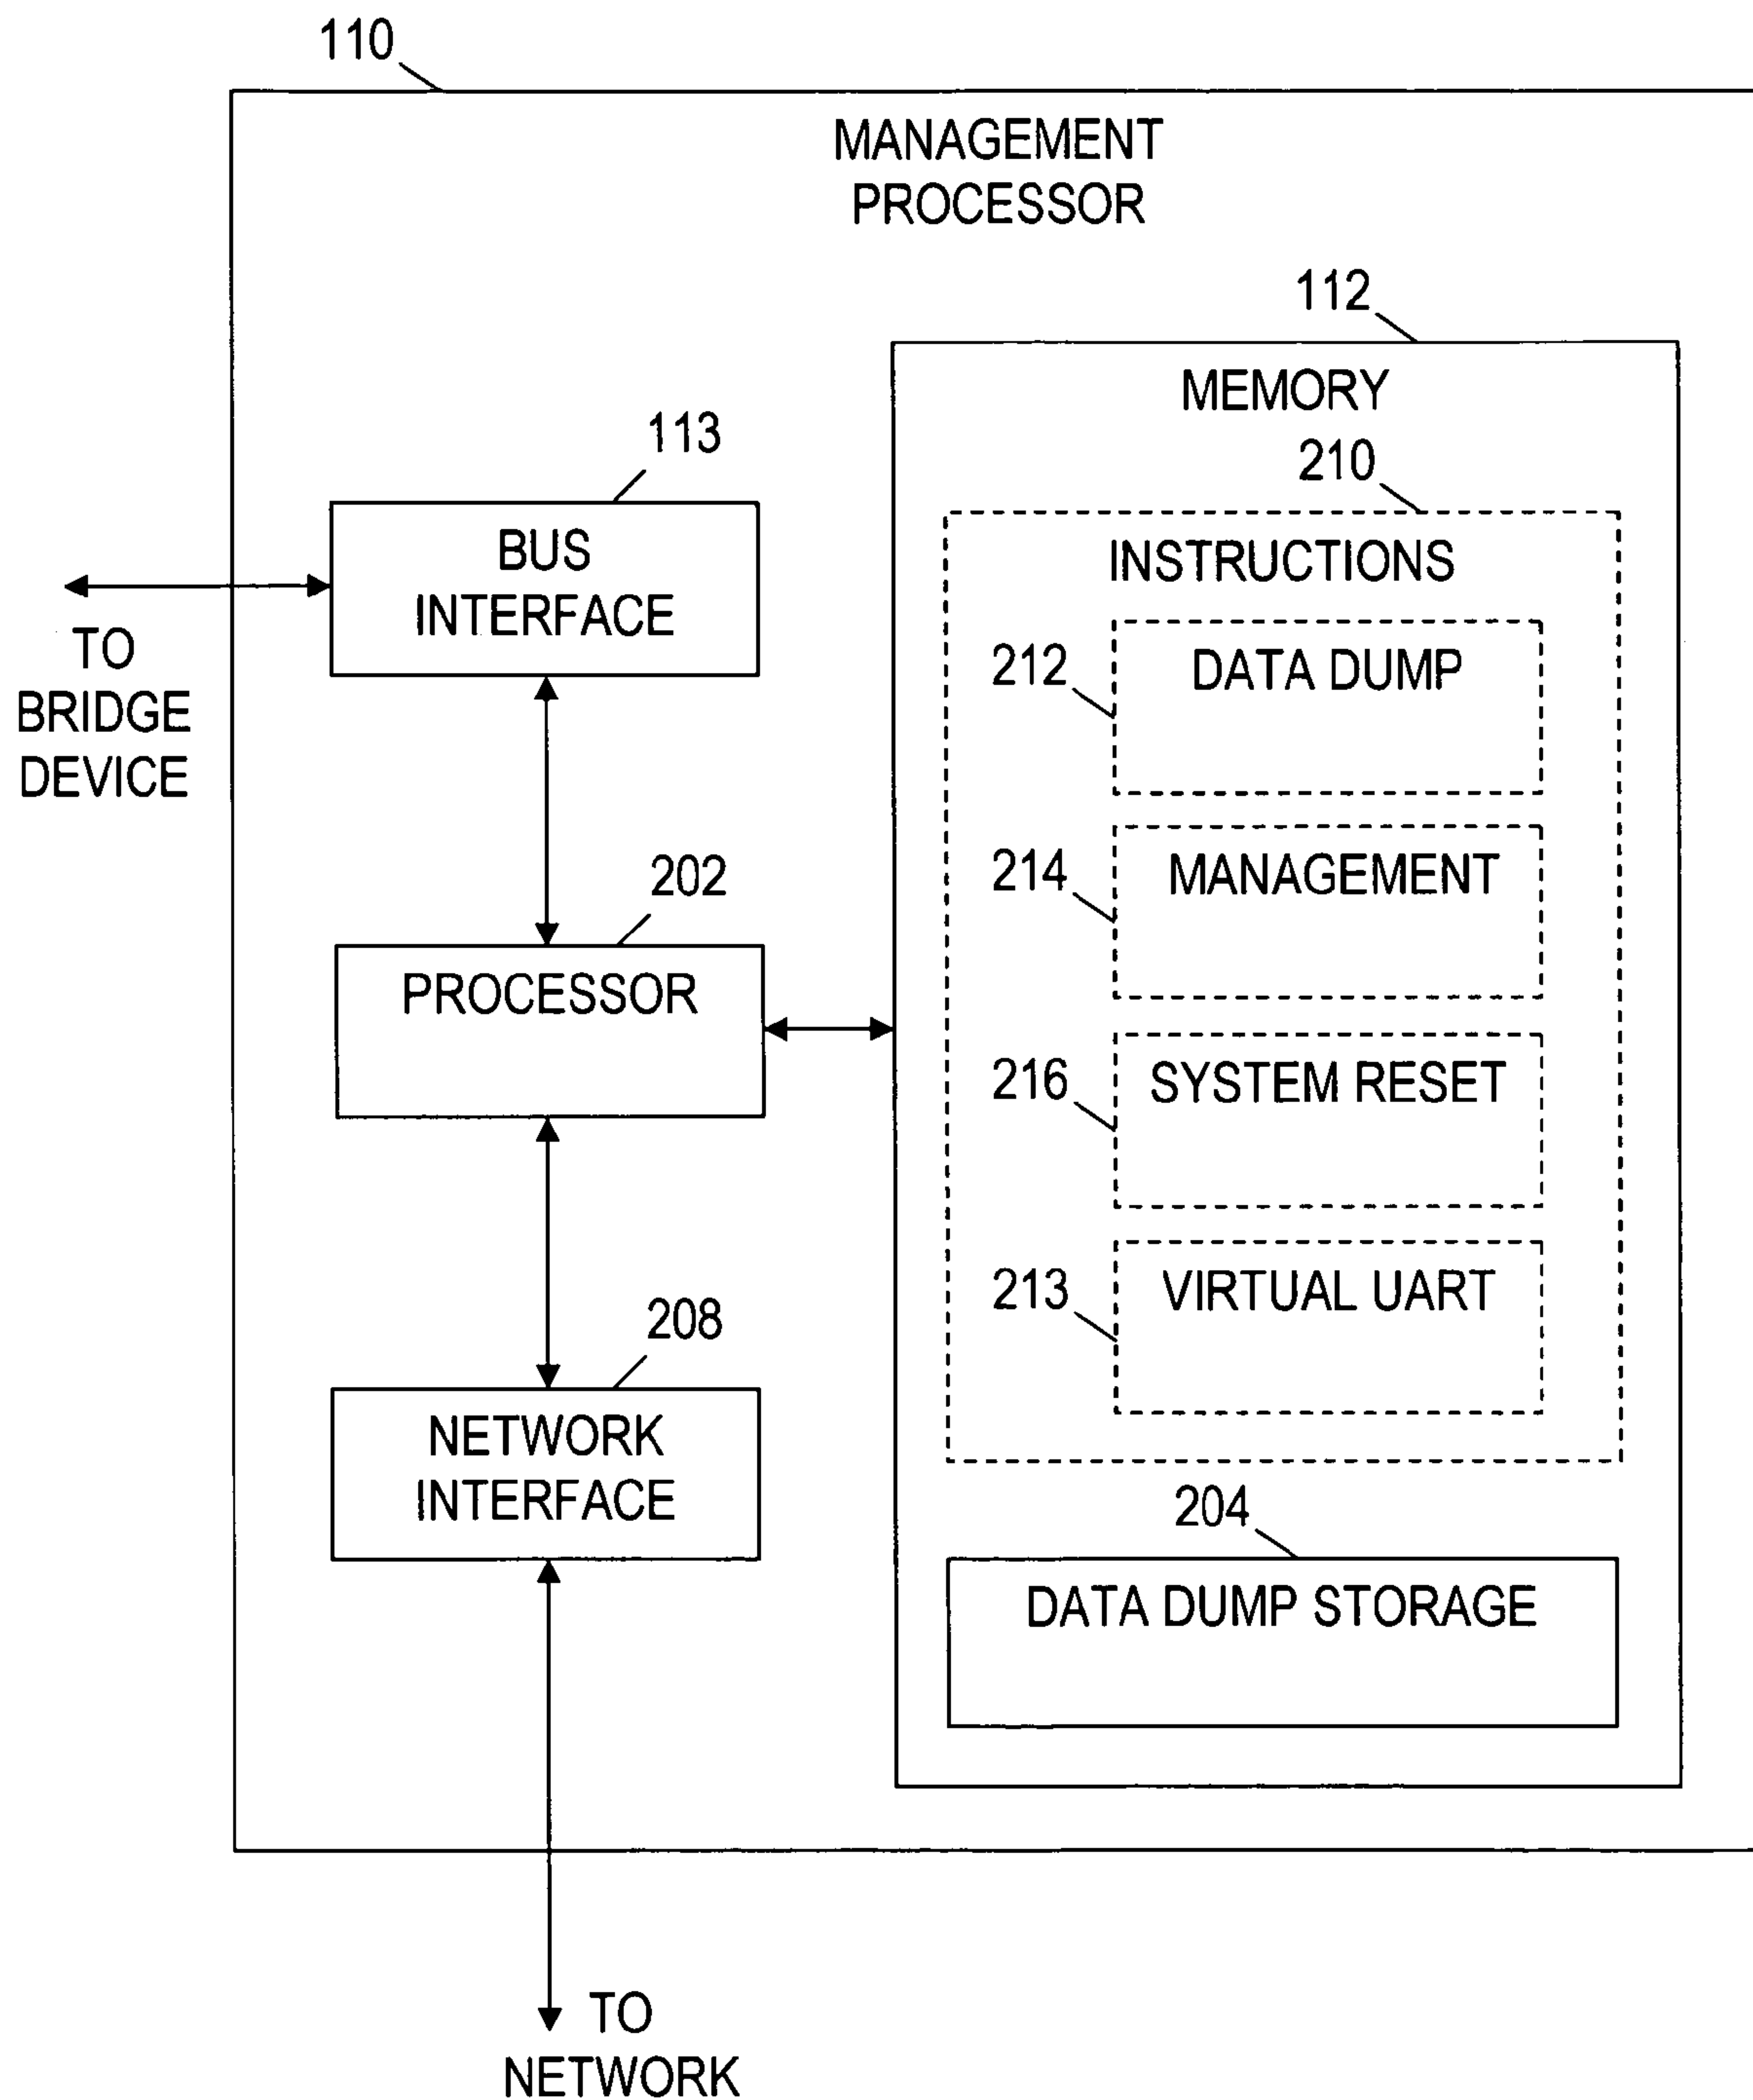 110
MANAGEMENT
PROCESSOR
112
MEMORY
113
210
BUS
INTERFACE
INSTRUCTIONS
TO
BRIDGE
DEVICE
212
DATA DUMP
214
MANAGEMENT
202
PROCESSOR
216
SYSTEM RESET
213
VIRTUAL UART
208
NETWORK
INTERFACE
204
DATA DUMP STORAGE
TO
NETWORK